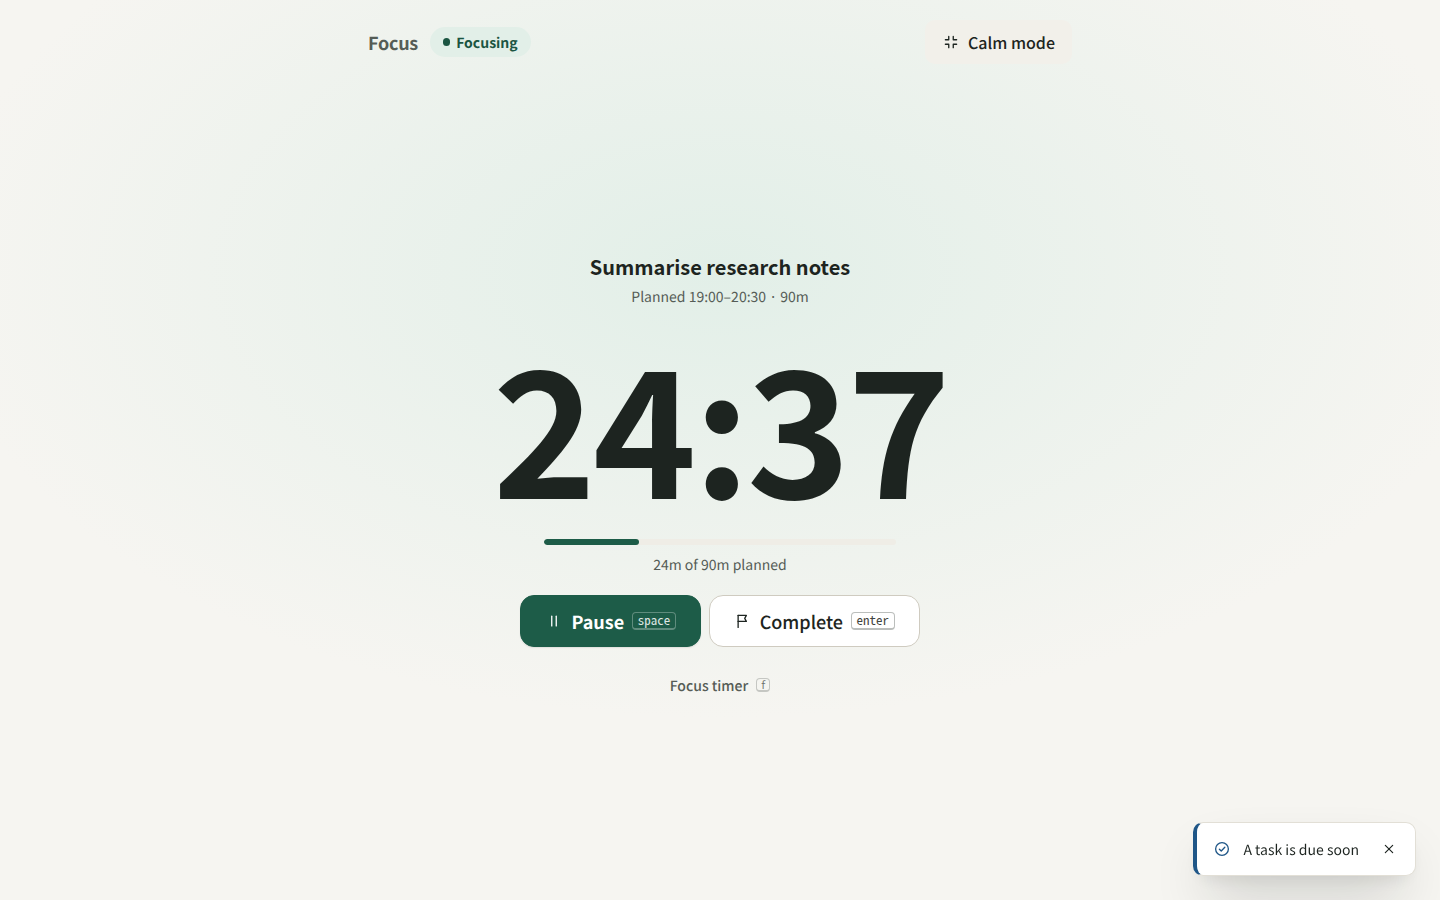 Focus
Focusing
Calm mode
Summarise research notes
Planned 19:00–20:30 · 90m
24:37
24m of 90m planned
Pause space
Complete enter
Focus timer f
A task is due soon